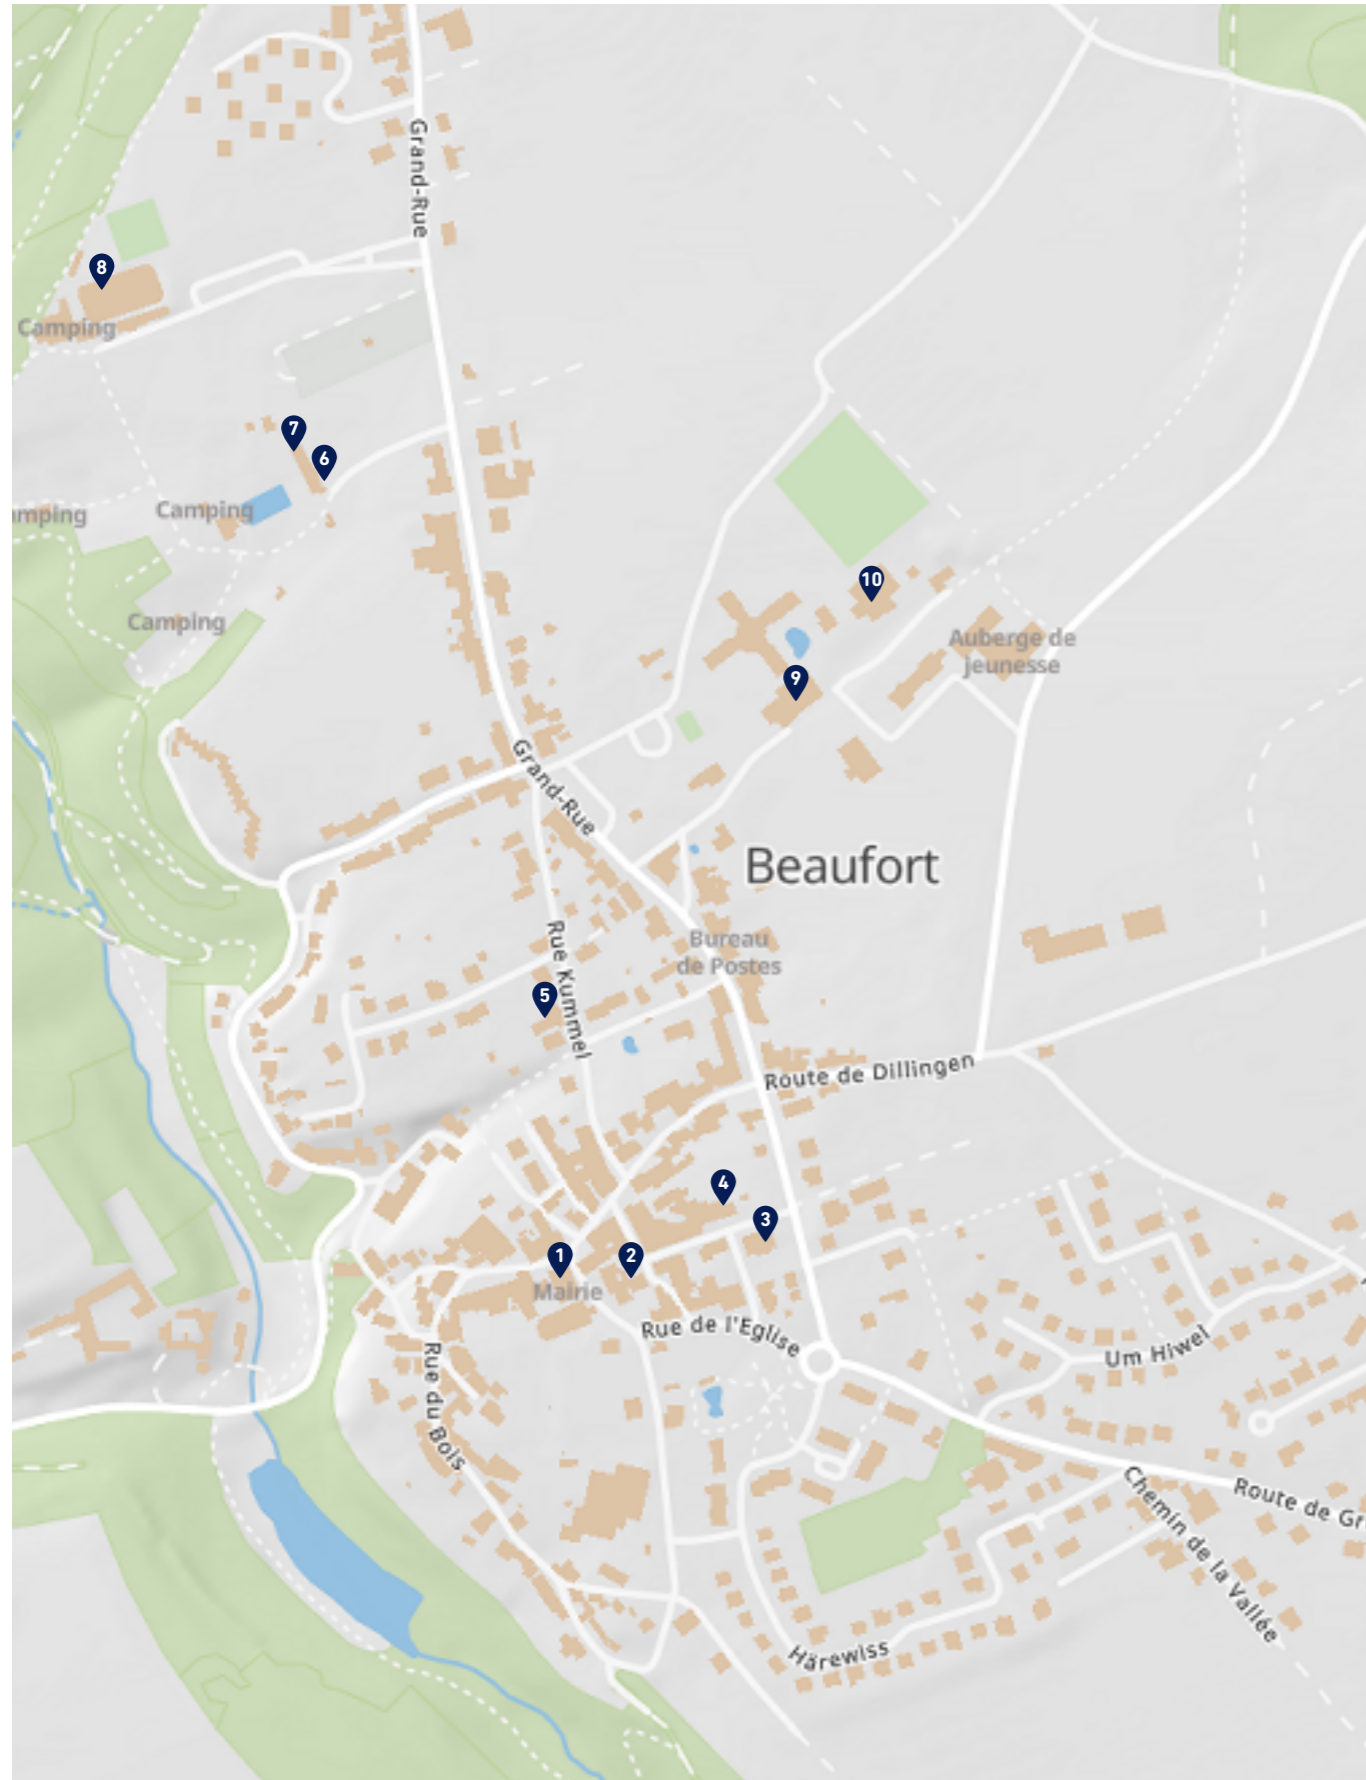 Grand-Rue
8
Camping
7
6
Camping
amping
10
Camping
Auberge de
jeunesse
9
Grand-Rue
Beaufort
Rue Kummel
Bureau
de Postes
5
Route de Dillingen
4
3
1
2
Mairie
Rue de l'Eglise
Um Hiwel
Rue du Bois
Chemin de la Vallée
Route de Gr
Härewiss